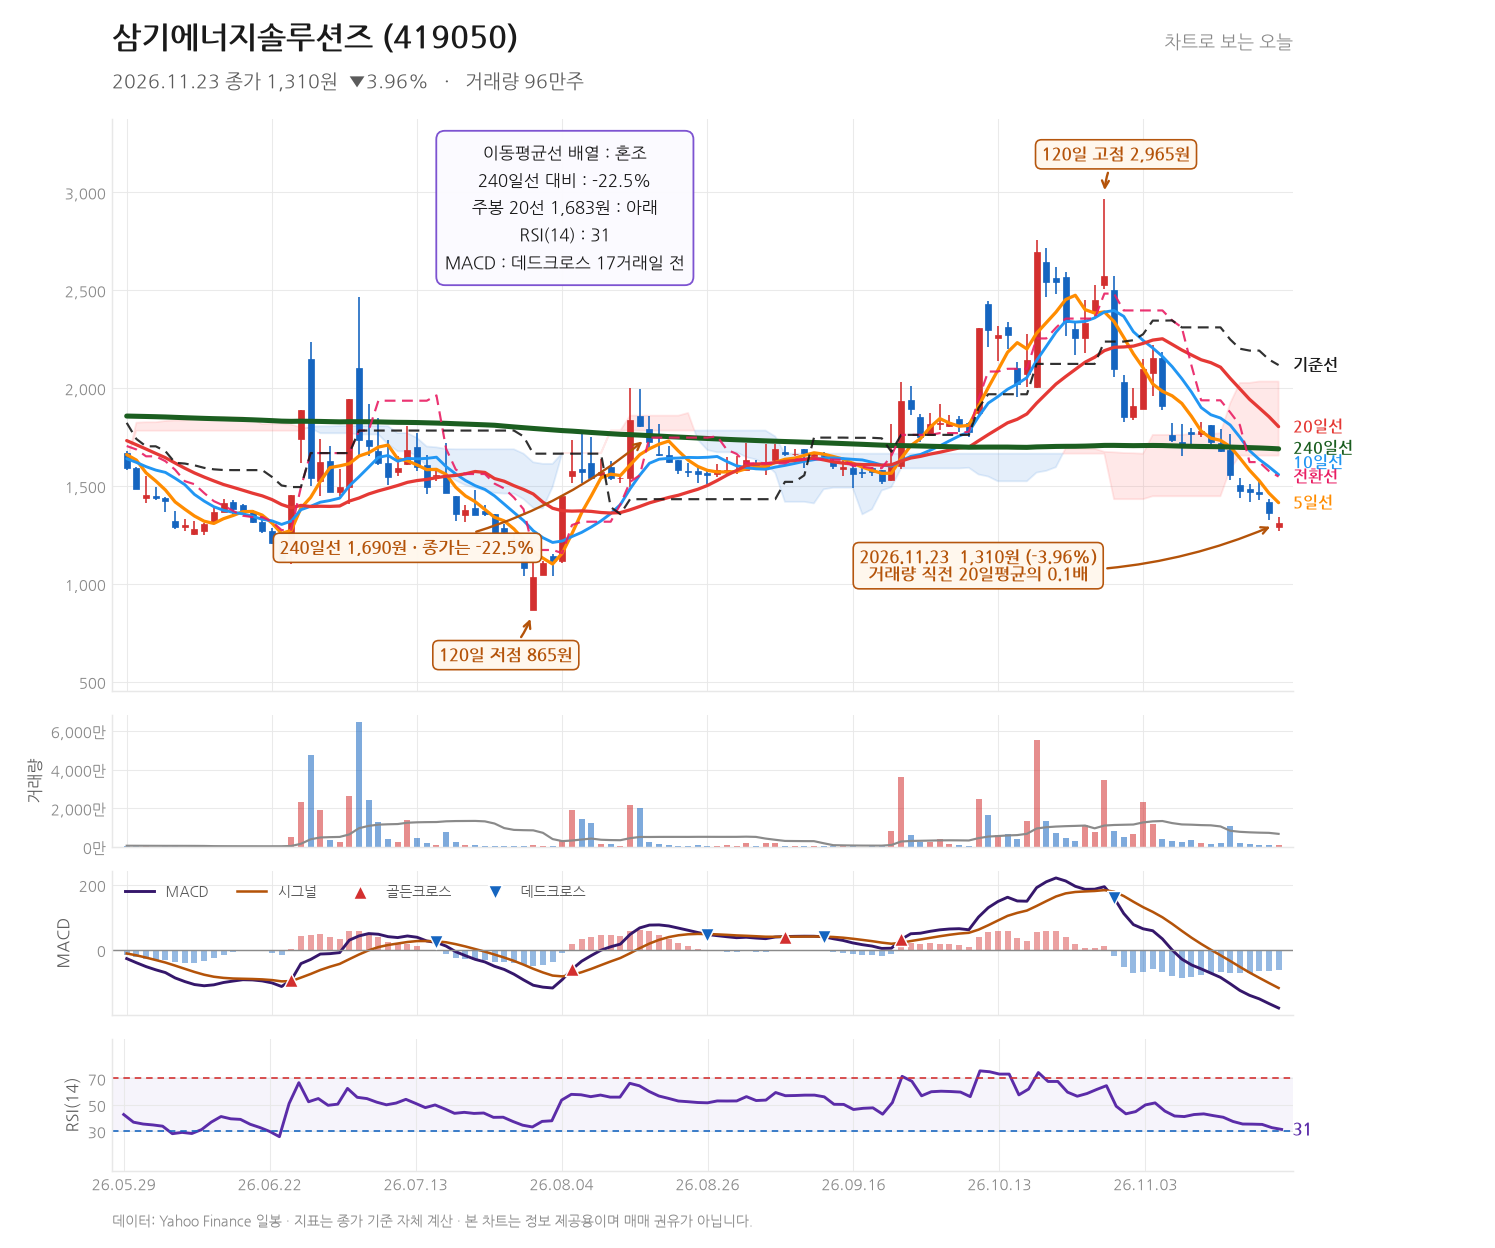 삼기에너지솔루션즈 (419050)
차트로 보는 오늘
2026.11.23 종가 1,310원 ▼3.96% · 거래량 96만주
이동평균선 배열 : 혼조
240일선 대비 : -22.5%
주봉 20선 1,683원 : 아래
RSI(14) : 31
MACD : 데드크로스 17거래일 전
120일 고점 2,965원
3,000
2,500
2,000
1,500
1,000
500
기준선
20일선
240일선
10일선
전환선
5일선
240일선 1,690원 · 종가는 -22.5%
2026.11.23 1,310원 (-3.96%)
거래량 직전 20일평균의 0.1배
120일 저점 865원
거래량
6,000만
4,000만
2,000만
0만
MACD
200
0
MACD
시그널
골든크로스
데드크로스
RSI(14)
70
50
30
31
26.05.29
26.06.22
26.07.13
26.08.04
26.08.26
26.09.16
26.10.13
26.11.03
데이터: Yahoo Finance 일봉 · 지표는 종가 기준 자체 계산 · 본 차트는 정보 제공용이며 매매 권유가 아닙니다.